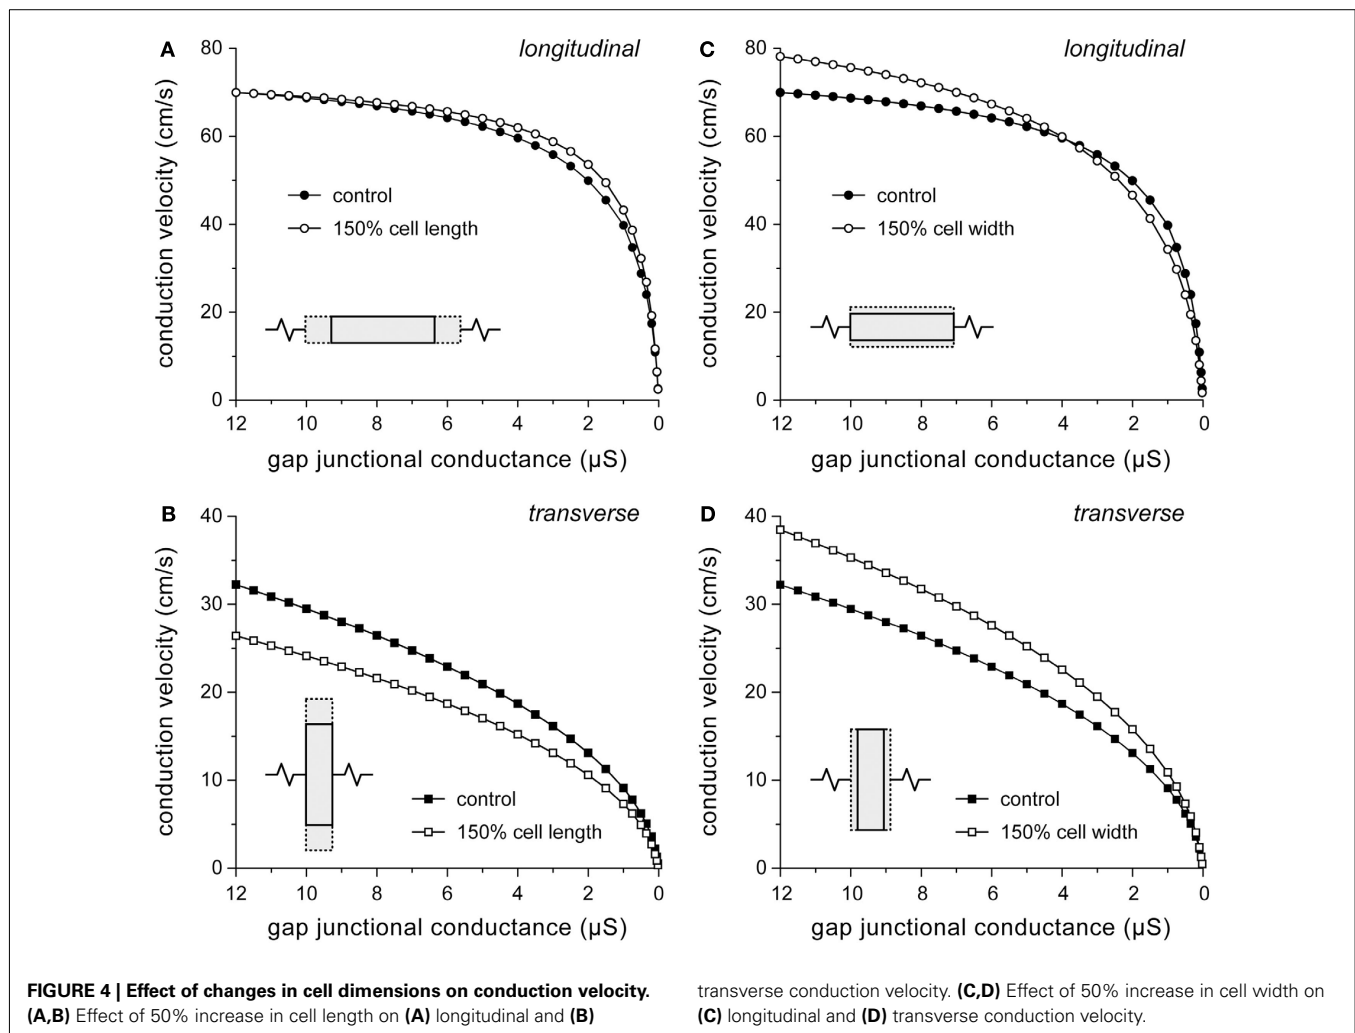 A
longitudinal
80
60
40
20
0
conduction velocity (cm/s)
control
150% cell length
12
10
8
6
4
2
0
gap junctional conductance (µS)
C
longitudinal
80
60
40
20
0
conduction velocity (cm/s)
control
150% cell width
12
10
8
6
4
2
0
gap junctional conductance (µS)
B
transverse
40
30
20
10
0
conduction velocity (cm/s)
control
150% cell length
12
10
8
6
4
2
0
gap junctional conductance (µS)
D
transverse
40
30
20
10
0
conduction velocity (cm/s)
control
150% cell width
12
10
8
6
4
2
0
gap junctional conductance (µS)
FIGURE 4 | Effect of changes in cell dimensions on conduction velocity.
(A,B) Effect of 50% increase in cell length on (A) longitudinal and (B)
transverse conduction velocity. (C,D) Effect of 50% increase in cell width on
(C) longitudinal and (D) transverse conduction velocity.